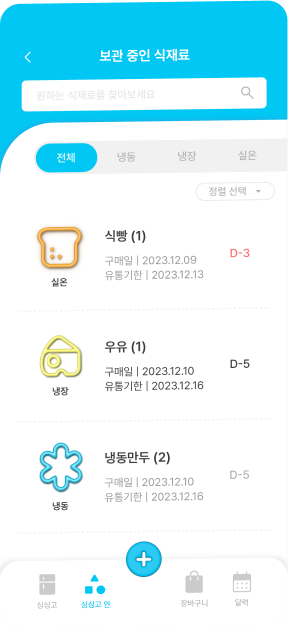 보관 중인 식재료
원하는 식재료를 찾아보세요
전체 냉동 냉장 실온
정렬 선택
식빵 (1)
구매일 | 2023.12.09
D-3
유통기한 | 2023.12.13
실온
우유 (1)
구매일 | 2023.12.10
D-5
유통기한 | 2023.12.16
냉장
냉동만두 (2)
구매일 | 2023.12.10
D-5
유통기한 | 2023.12.16
냉동
싱싱고 싱싱고 안 장바구니 달력